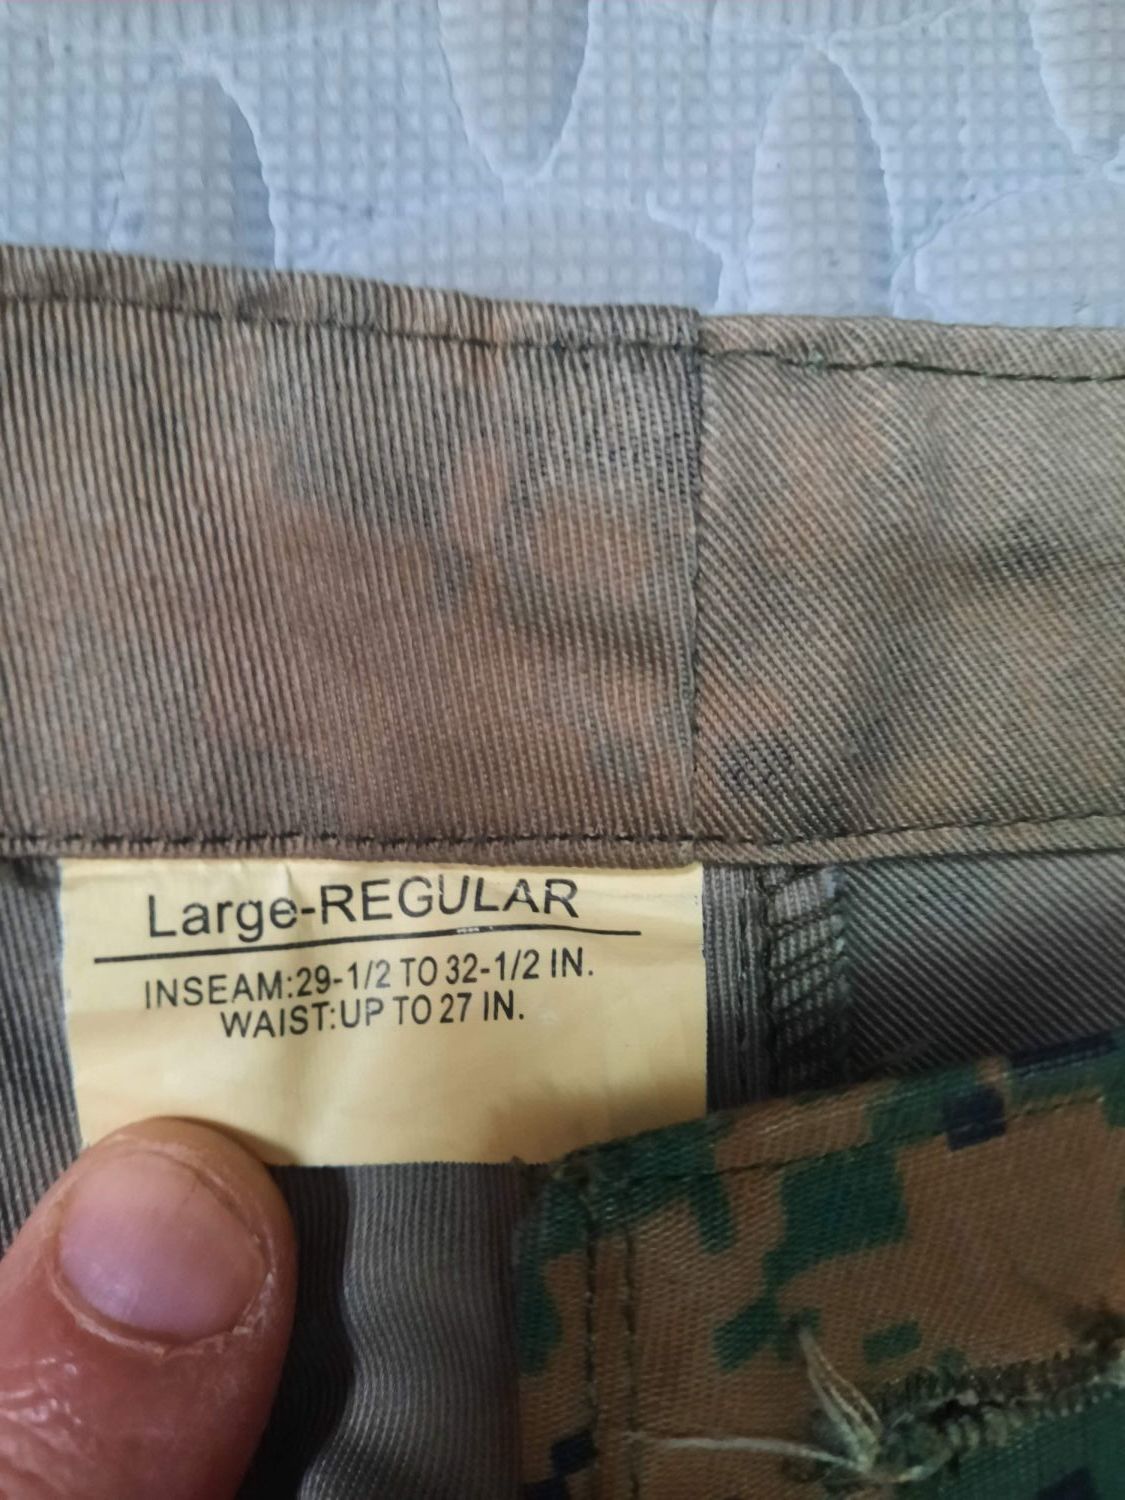 Large-REGULAR
INSEAM:29-1/2 TO 32-1/2 IN.
WAIST:UP TO 27 IN.